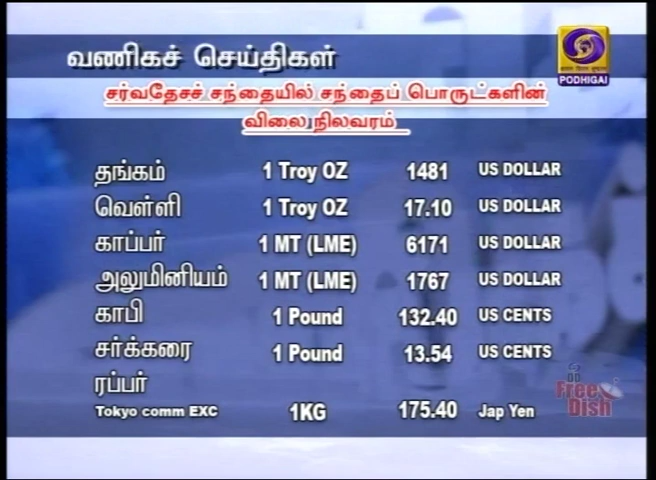 வணிகச் செய்திகள்
PODHIGAI
சர்வதேசச் சந்தையில் சந்தைப் பொருட்களின்
விலை நிலவரம்
தங்கம் 1 Troy OZ 1481 US DOLLAR
வெள்ளி 1 Troy OZ 17.10 US DOLLAR
காப்பர் 1 MT (LME) 6171 US DOLLAR
அலுமினியம் 1 MT (LME) 1767 US DOLLAR
காபி 1 Pound 132.40 US CENTS
சர்க்கரை 1 Pound 13.54 US CENTS
ரப்பர்
Tokyo comm EXC 1KG 175.40 Jap Yen
DD
Free
Dish